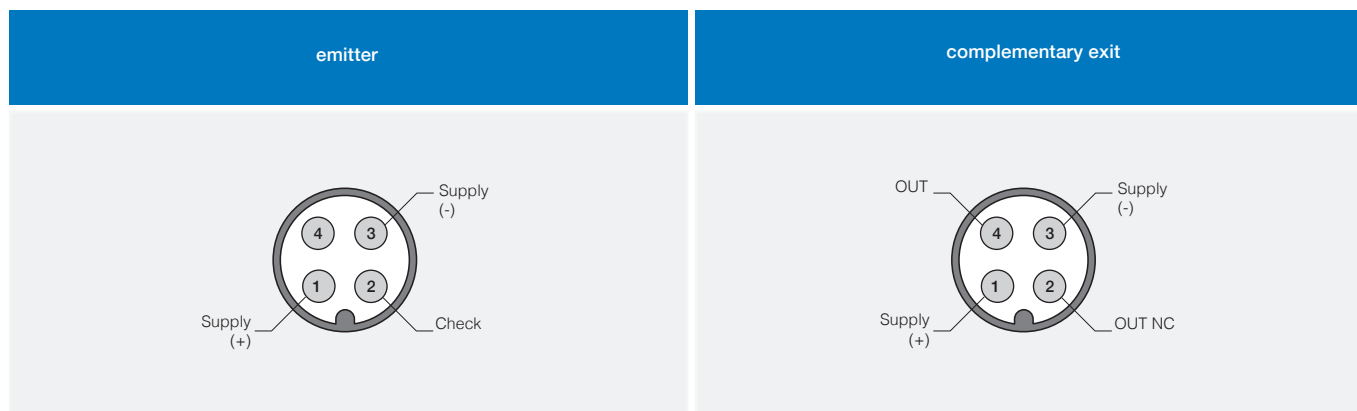 emitter
complementary exit
Supply
(-)
4
3
1
2
Supply
(+)
Check
OUT
Supply
(-)
4
3
1
2
Supply
(+)
OUT NC